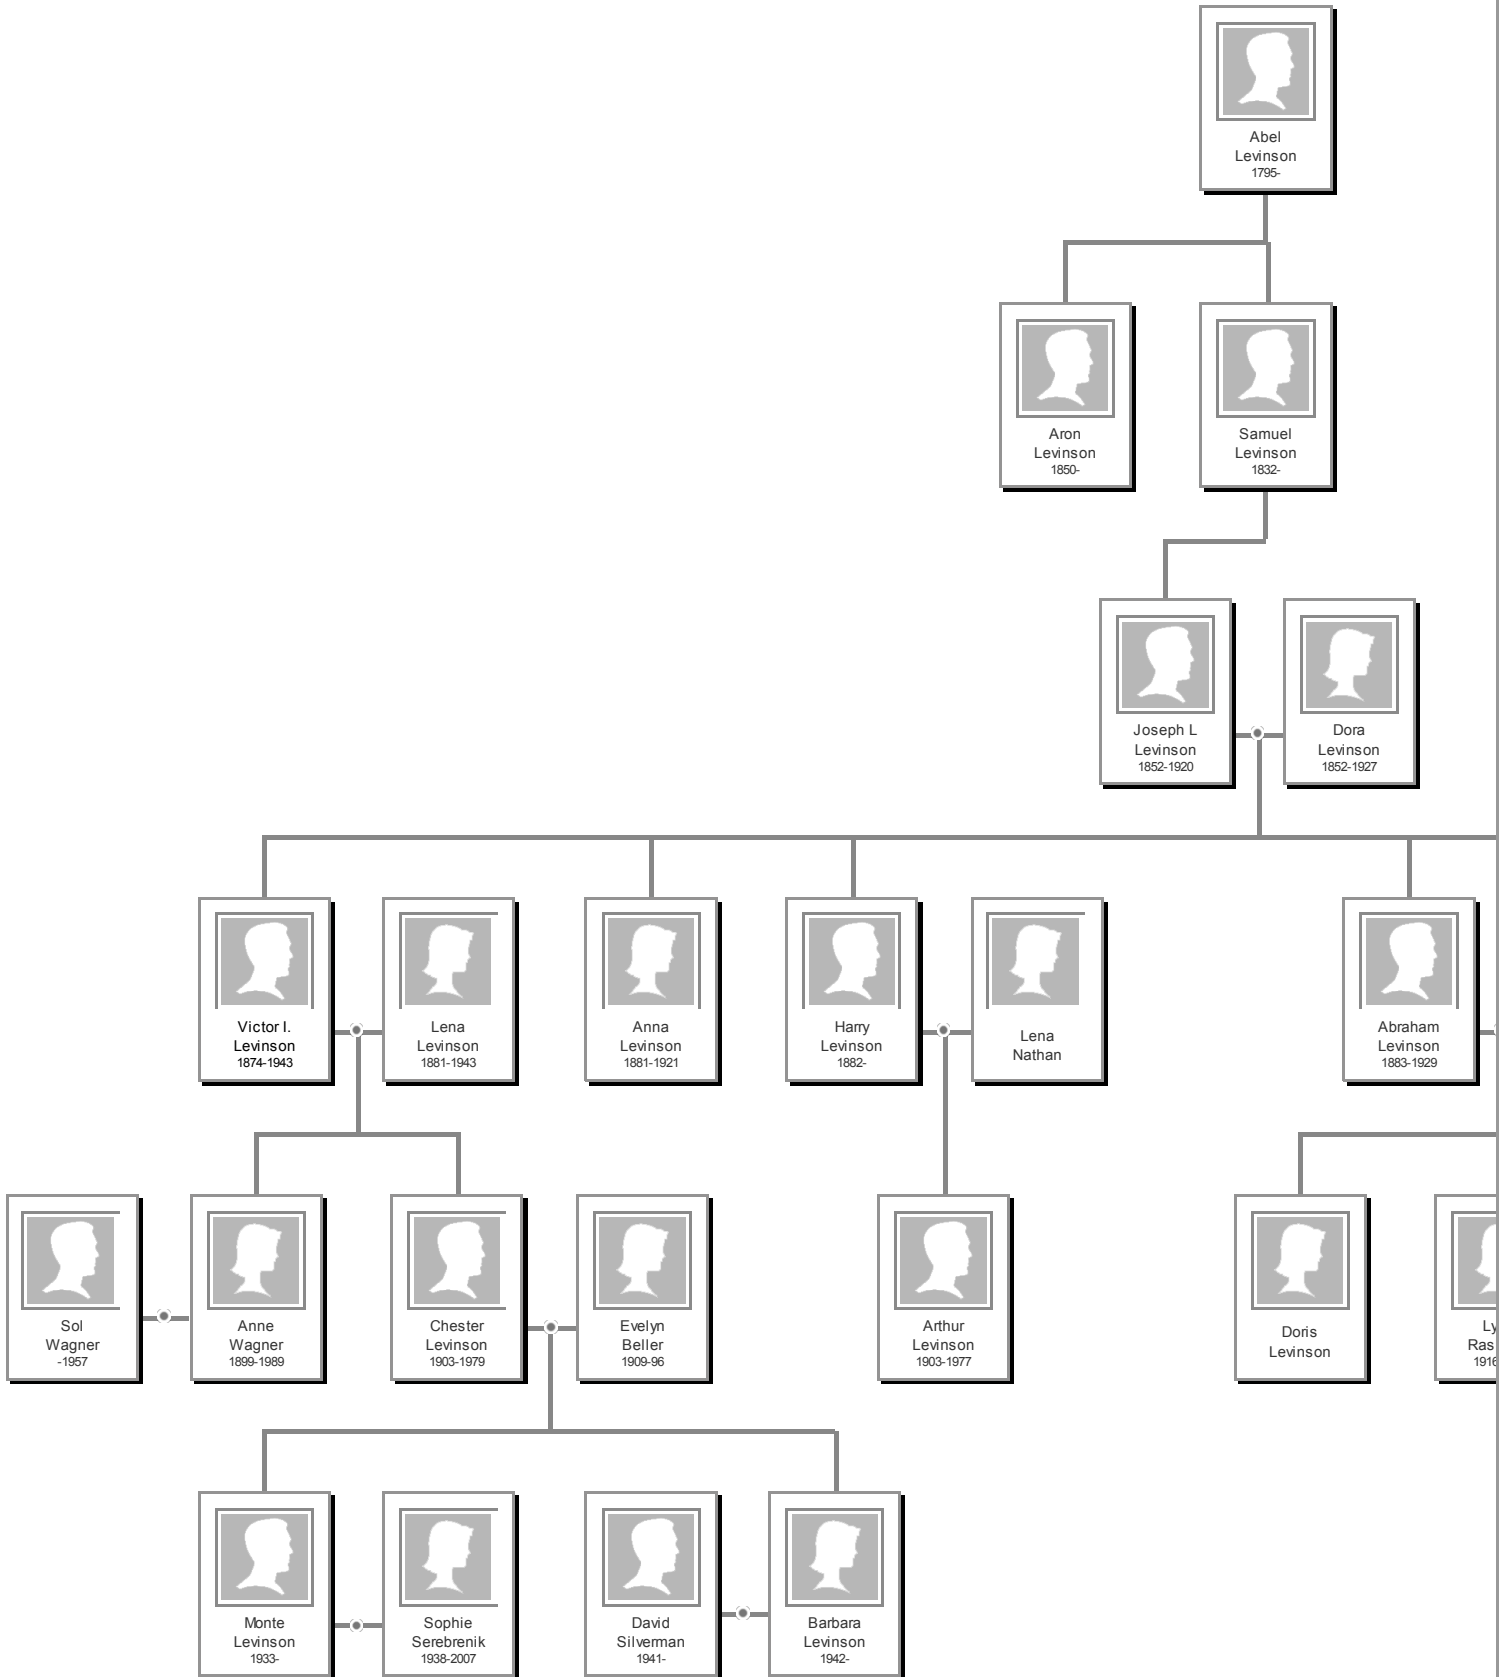 Abel
Levinson
1795-
Aron
Levinson
1850-
Samuel
Levinson
1832-
Joseph L
Levinson
1852-1920
Dora
Levinson
1852-1927
Victor I.
Levinson
1874-1943
Lena
Levinson
1881-1943
Anna
Levinson
1881-1921
Harry
Levinson
1882-
Lena
Nathan
Abraham
Levinson
1883-1929
Sol
Wagner
-1957
Anne
Wagner
1899-1989
Chester
Levinson
1903-1979
Evelyn
Beller
1909-96
Arthur
Levinson
1903-1977
Doris
Levinson
Ly
Ras
1916
Monte
Levinson
1933-
Sophie
Serebrenik
1938-2007
David
Silverman
1941-
Barbara
Levinson
1942-